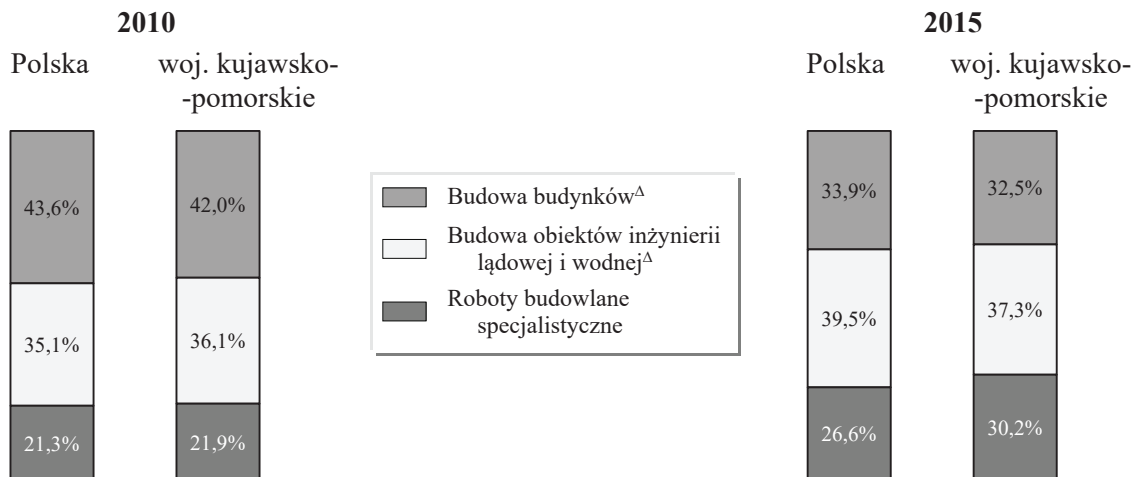 2010
Polska
woj. kujawsko-
-pomorskie
43,6%
42,0%
35,1%
36,1%
21,3%
21,9%
Budowa budynków^Δ
Budowa obiektów inżynierii
lądowej i wodnej^Δ
Roboty budowlane
specjalistyczne
2015
Polska
woj. kujawsko-
-pomorskie
33,9%
32,5%
39,5%
37,3%
26,6%
30,2%